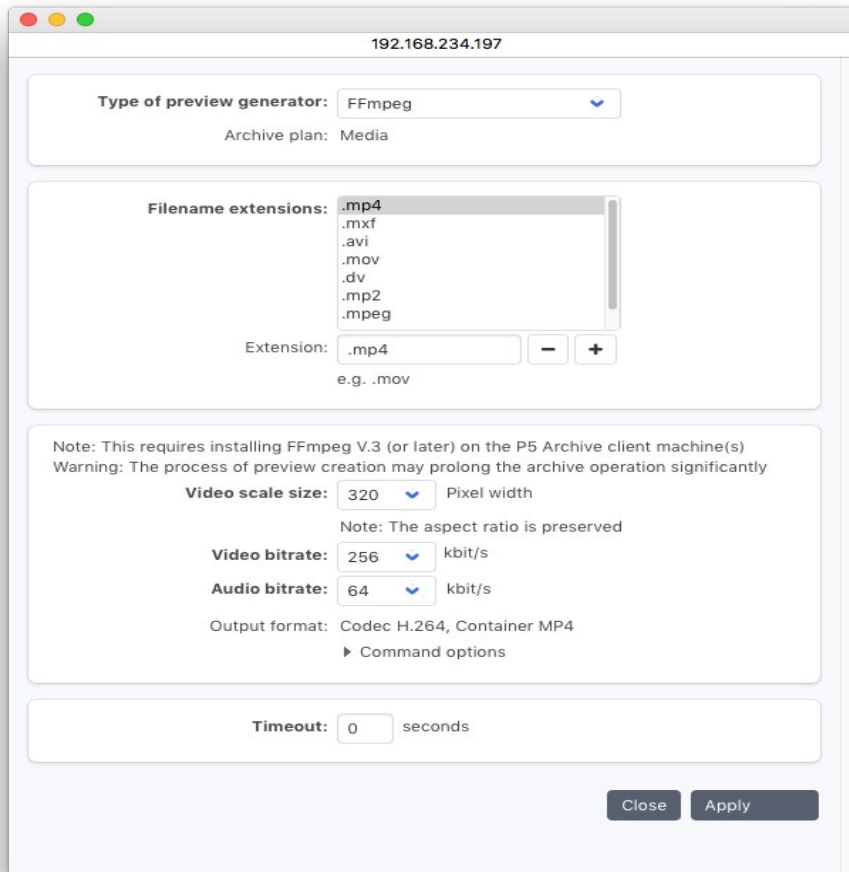 192.168.234.197
Type of preview generator: FFmpeg
Archive plan: Media
Filename extensions: .mp4
.mxf
.avi
.mov
.dv
.mp2
.mpeg
Extension: .mp4 − +
e.g. .mov
Note: This requires installing FFmpeg V.3 (or later) on the P5 Archive client machine(s)
Warning: The process of preview creation may prolong the archive operation significantly
Video scale size: 320 Pixel width
Note: The aspect ratio is preserved
Video bitrate: 256 kbit/s
Audio bitrate: 64 kbit/s
Output format: Codec H.264, Container MP4
Command options
Timeout: 0 seconds
Close Apply